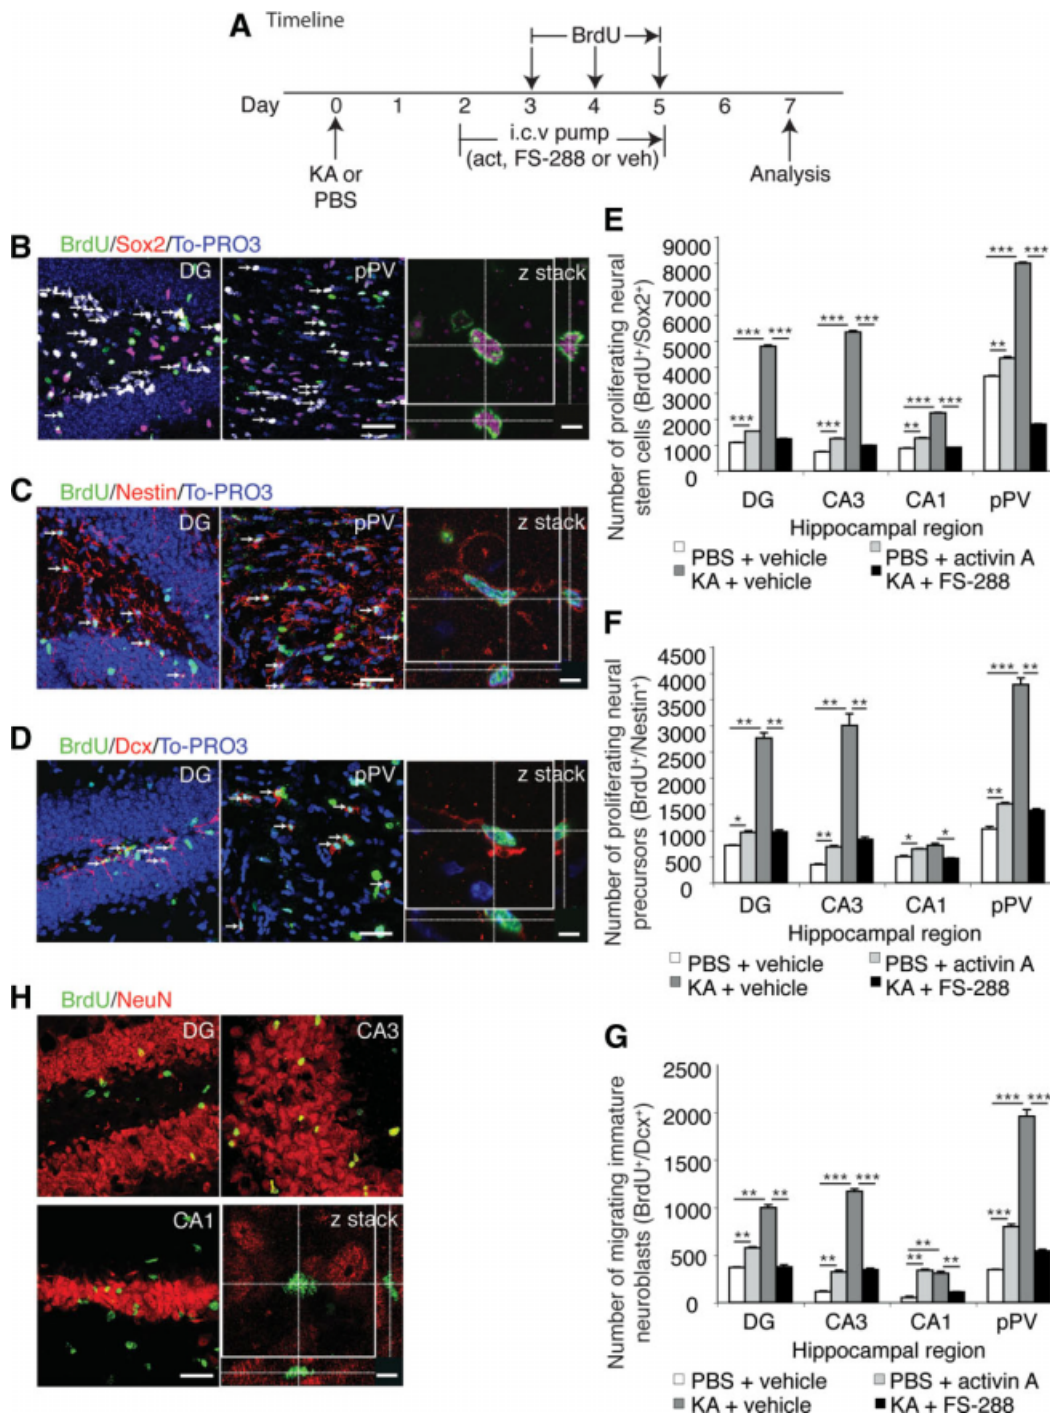 A Timeline
BrdU
Day 0 1 2 3 4 5 6 7
i.c.v pump
(act, FS-288 or veh)
KA or
PBS
Analysis
B BrdU/Sox2/To-PRO3
DG pPV z stack
C BrdU/Nestin/To-PRO3
DG pPV z stack
D BrdU/Dcx/To-PRO3
DG pPV z stack
H BrdU/NeuN
DG CA3
CA1 z stack
E
Number of proliferating neural
stem cells (BrdU⁺/Sox2⁺)
9000
8000
7000
6000
5000
4000
3000
2000
1000
0
*** *** *** *** *** *** *** *** *** ** *** **
DG CA3 CA1 pPV
Hippocampal region
PBS + vehicle PBS + activin A
KA + vehicle KA + FS-288
F
Number of proliferating neural
precursors (BrdU⁺/Nestin⁺)
4500
4000
3500
3000
2500
2000
1500
1000
500
0
** ** * ** ** ** * * *** ** **
DG CA3 CA1 pPV
Hippocampal region
PBS + vehicle PBS + activin A
KA + vehicle KA + FS-288
G
Number of migrating immature
neuroblasts (BrdU⁺/Dcx⁺)
2500
2000
1500
1000
500
0
** ** ** *** *** ** ** ** ** *** *** ***
DG CA3 CA1 pPV
Hippocampal region
PBS + vehicle PBS + activin A
KA + vehicle KA + FS-288